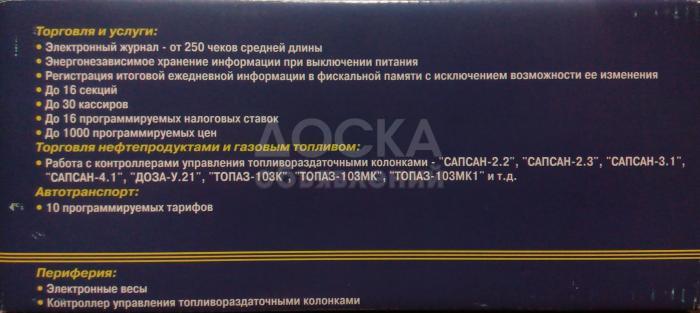 Торговля и услуги:
• Электронный журнал - от 250 чеков средней длины
• Энергонезависимое хранение информации при выключении питания
• Регистрация итоговой ежедневной информации в фискальной памяти с исключением возможности ее изменения
• До 16 секций
• До 30 кассиров
• До 16 программируемых налоговых ставок
• До 1000 программируемых цен
ДОСКА
ОБЪЯВЛЕНИЙ
Торговля нефтепродуктами и газовым топливом:
• Работа с контроллерами управления топливораздаточными колонками - "САПСАН-2.2", "САПСАН-2.3", "САПСАН-3.1",
"САПСАН-4.1", "ДОЗА-У.21", "ТОПАЗ-103К", "ТОПАЗ-103МК", "ТОПАЗ-103МК1" и т.д.
Автотранспорт:
• 10 программируемых тарифов
Периферия:
• Электронные весы
• Контроллер управления топливораздаточными колонками